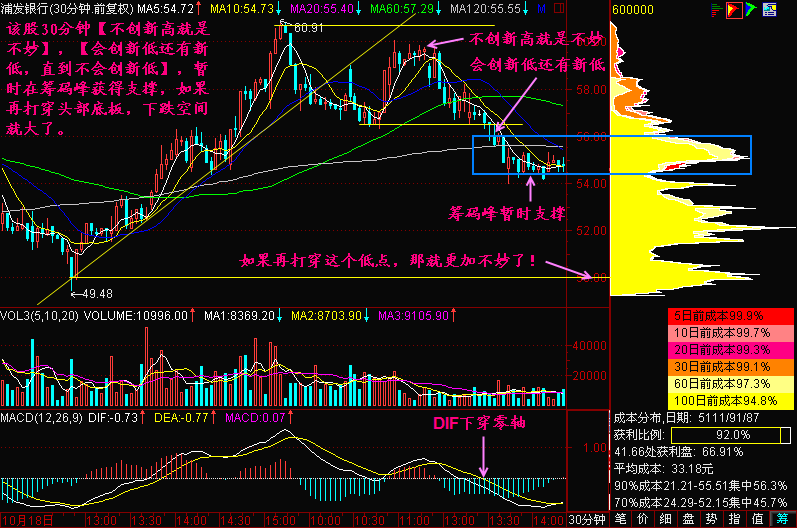 浦发银行(30分钟.前复权) MA5:54.72↑ MA10:54.73↓ MA20:55.40↓ MA60:57.29↓ MA120:55.55↓ M
600000
该股30分钟【不创新高就是
不妙】,【会创新低还有新
低,直到不会创新低】,暂
时在筹码峰获得支撑,如果
再打穿头部底板,下跌空间
就大了。
60.91
不创新高就是不妙
会创新低还有新低
58.00
56.00
54.00
筹码峰暂时支撑
52.00
如果再打穿这个低点,那就更加不妙了!
49.48
VOL3(5,10,20) VOLUME:10996.00↑ MA1:8369.20↓ MA2:8703.90↓ MA3:9105.90↑
40000
20000
5日前成本99.9%
10日前成本99.7%
20日前成本99.3%
30日前成本99.1%
60日前成本97.3%
100日前成本94.8%
MACD(12,26,9) DIF:-0.73↑ DEA:-0.77↑ MACD:0.07↑
DIF下穿零轴
1.00
成本分布,日期: 5111/91/87
获利比例: 92.0%
41.66处获利盘: 66.91%
平均成本: 33.18元
90%成本21.21-55.51集中56.3%
70%成本24.29-52.15集中45.7%
10月18日 13:00 13:30 14:00 14:30 15:00 10:00 10:30 11:00 13:00 13:30 14:00 30分钟
笔 价 细 盘 势 指 值 筹